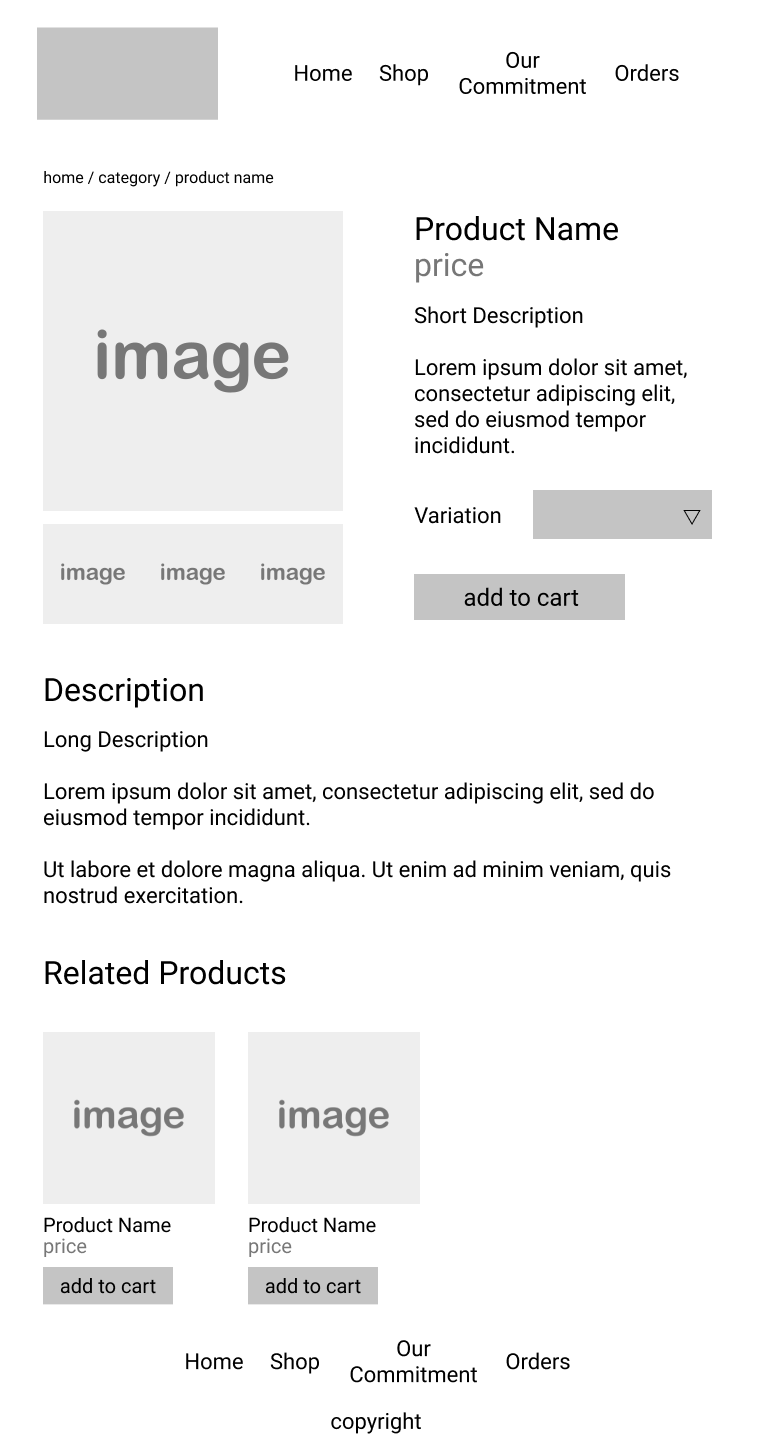 Home Shop Our Commitment Orders
home / category / product name
image
image image image
Product Name
price
Short Description
Lorem ipsum dolor sit amet,
consectetur adipiscing elit,
sed do eiusmod tempor
incididunt.
Variation
add to cart
Description
Long Description
Lorem ipsum dolor sit amet, consectetur adipiscing elit, sed do
eiusmod tempor incididunt.
Ut labore et dolore magna aliqua. Ut enim ad minim veniam, quis
nostrud exercitation.
Related Products
image
Product Name
price
add to cart
image
Product Name
price
add to cart
Home Shop Our Commitment Orders
copyright